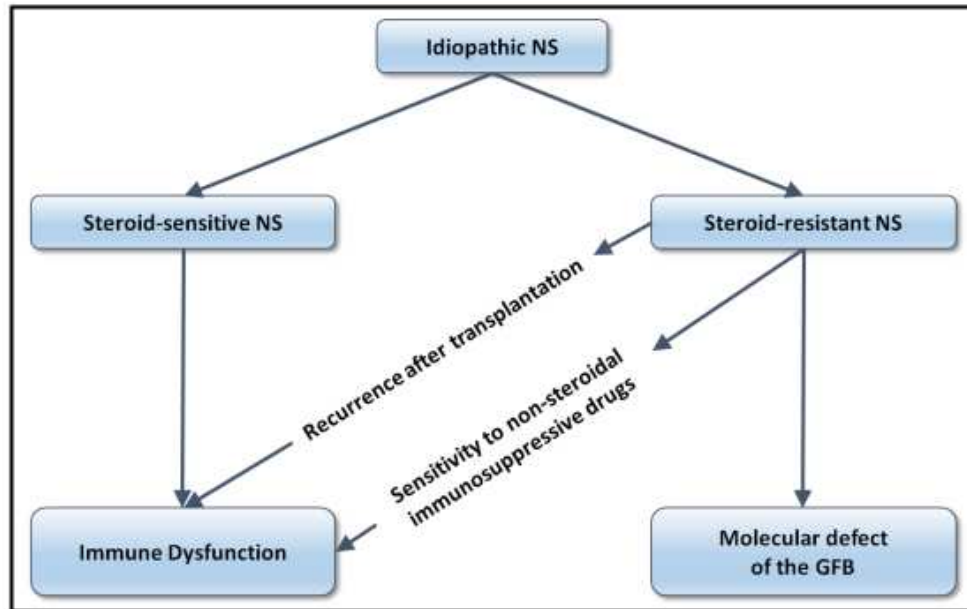 Idiopathic NS
Steroid-sensitive NS
Steroid-resistant NS
Recurrence after transplantation
Sensitivity to non-steroidal
immunosuppressive drugs
Immune Dysfunction
Molecular defect
of the GFB